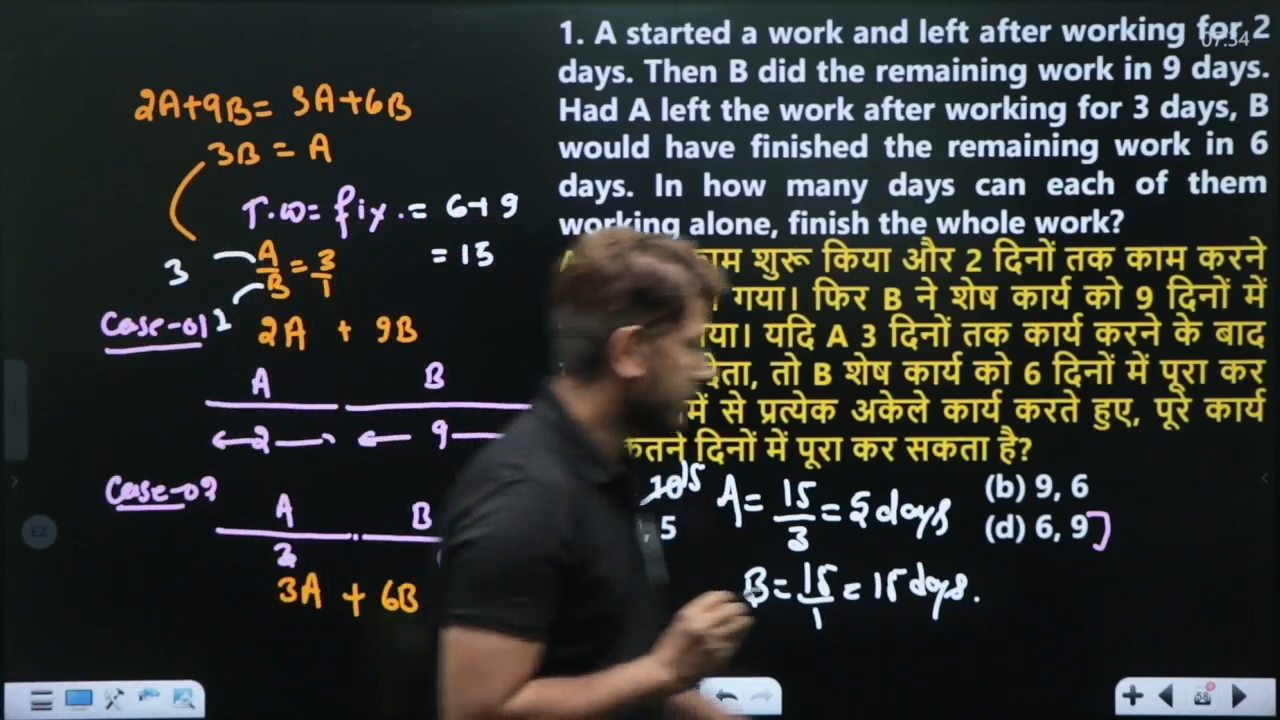 1. A started a work and left after working for 2
days. Then B did the remaining work in 9 days.
Had A left the work after working for 3 days, B
would have finished the remaining work in 6
days. In how many days can each of them
working alone, finish the whole work?
07:54
काम शुरू किया और 2 दिनों तक काम करने
गया। फिर B ने शेष कार्य को 9 दिनों में
यदि A 3 दिनों तक कार्य करने के बाद
तो B शेष कार्य को 6 दिनों में पूरा कर
में से प्रत्येक अकेले कार्य करते हुए, पूरे कार्य
दिनों में पूरा कर सकता है?
15
, 5
(b) 9, 6
(d) 6, 9
A = 15/3 = 5 days
B = 15/1 = 15 days.
2A+9B = 3A+6B
3B = A
T.W = fix. = 6+9
= 15
3
A/B = 3/1
Case-01
2A + 9B
A B
2 9
Case-02
A B
3
3A + 6B
EZ
58